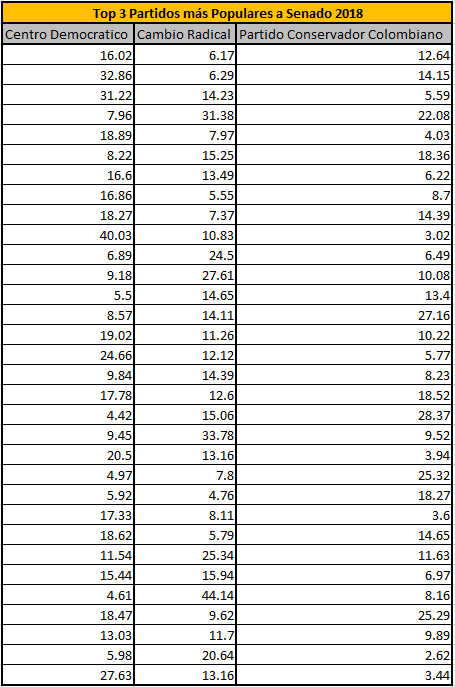 Top 3 Partidos más Populares a Senado 2018
Centro Democratico Cambio Radical Partido Conservador Colombiano
16.02 6.17 12.64
32.86 6.29 14.15
31.22 14.23 5.59
7.96 31.38 22.08
18.89 7.97 4.03
8.22 15.25 18.36
16.6 13.49 6.22
16.86 5.55 8.7
18.27 7.37 14.39
40.03 10.83 3.02
6.89 24.5 6.49
9.18 27.61 10.08
5.5 14.65 13.4
8.57 14.11 27.16
19.02 11.26 10.22
24.66 12.12 5.77
9.84 14.39 8.23
17.78 12.6 18.52
4.42 15.06 28.37
9.45 33.78 9.52
20.5 13.16 3.94
4.97 7.8 25.32
5.92 4.76 18.27
17.33 8.11 3.6
18.62 5.79 14.65
11.54 25.34 11.63
15.44 15.94 6.97
4.61 44.14 8.16
18.47 9.62 25.29
13.03 11.7 9.89
5.98 20.64 2.62
27.63 13.16 3.44